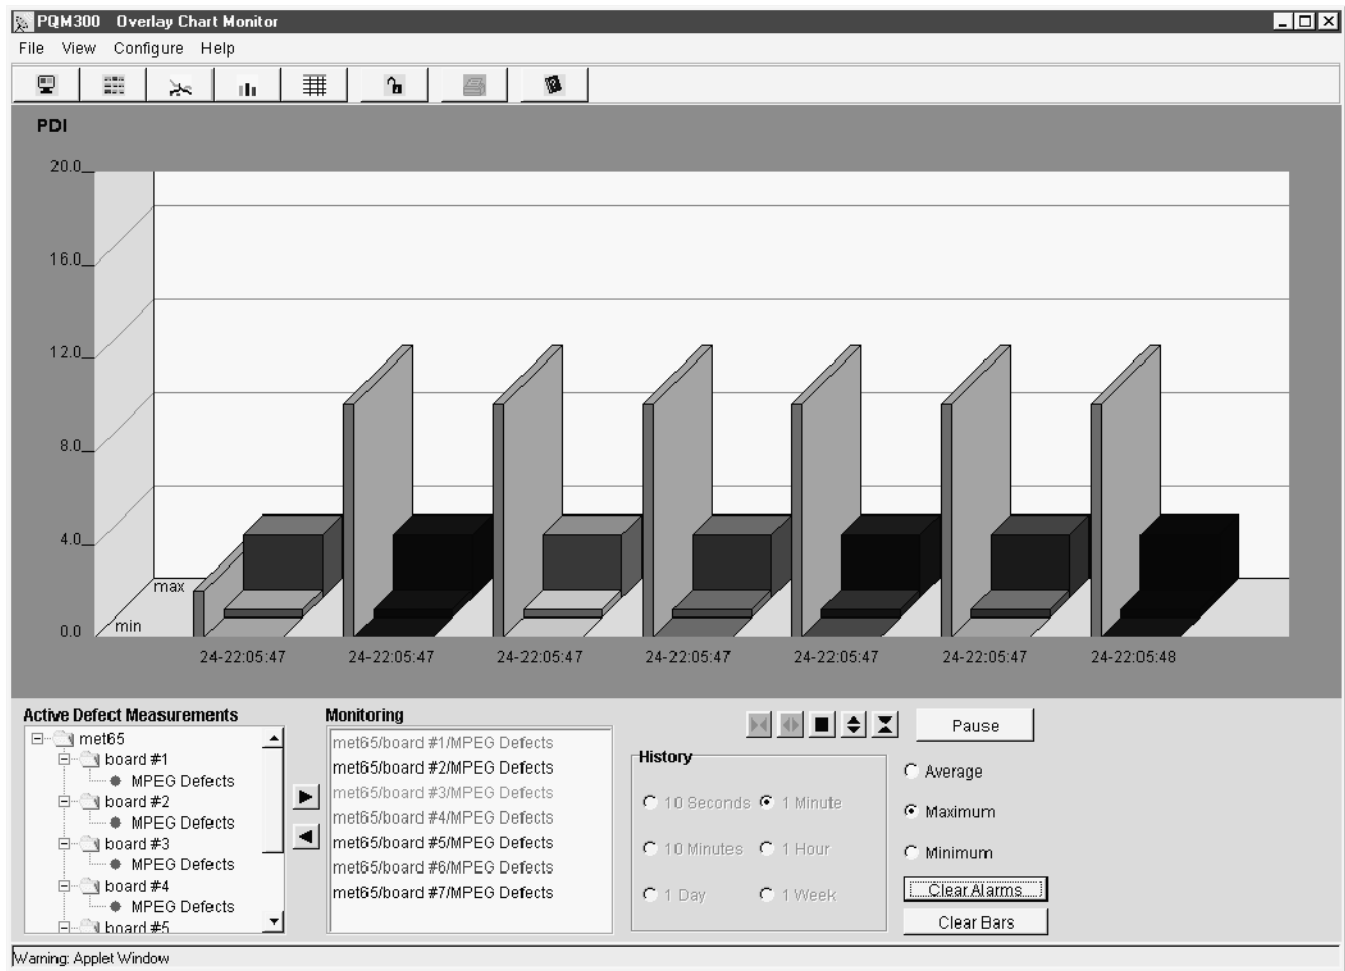 PQM300 Overlay Chart Monitor
File View Configure Help
PDI
20.0
16.0
12.0
8.0
4.0
0.0
max
min
24-22:05:47 24-22:05:47 24-22:05:47 24-22:05:47 24-22:05:47 24-22:05:47 24-22:05:48
Active Defect Measurements
met65
board #1
MPEG Defects
board #2
MPEG Defects
board #3
MPEG Defects
board #4
MPEG Defects
board #5
Monitoring
met65/board #1/MPEG Defects
met65/board #2/MPEG Defects
met65/board #3/MPEG Defects
met65/board #4/MPEG Defects
met65/board #5/MPEG Defects
met65/board #6/MPEG Defects
met65/board #7/MPEG Defects
Pause
History
10 Seconds 1 Minute
10 Minutes 1 Hour
1 Day 1 Week
Average
Maximum
Minimum
Clear Alarms
Clear Bars
Warning: Applet Window